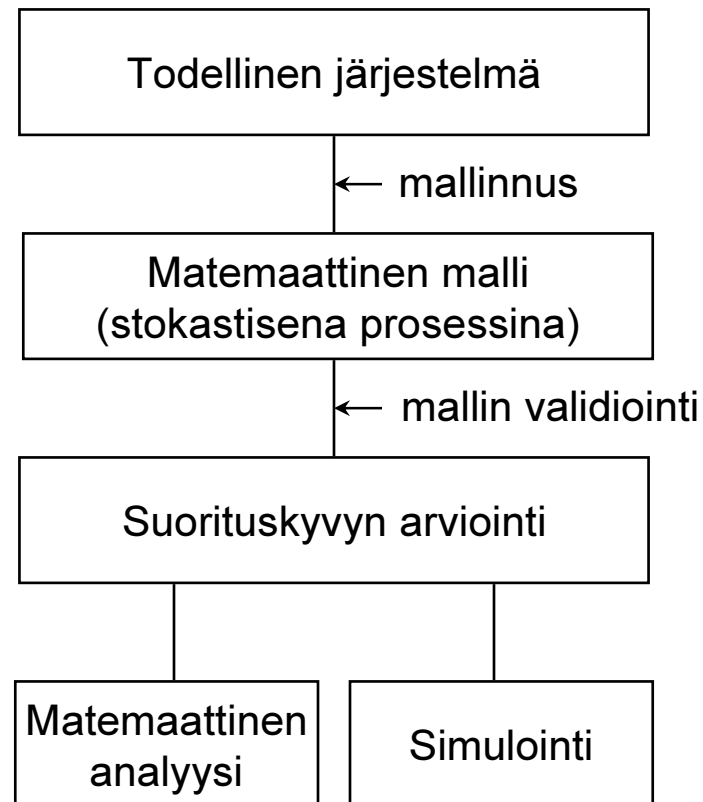 Todellinen järjestelmä
mallinnus
Matemaattinen malli
(stokastisena prosessina)
mallin validiointi
Suorituskyvyn arviointi
Matemaattinen
analyysi
Simulointi